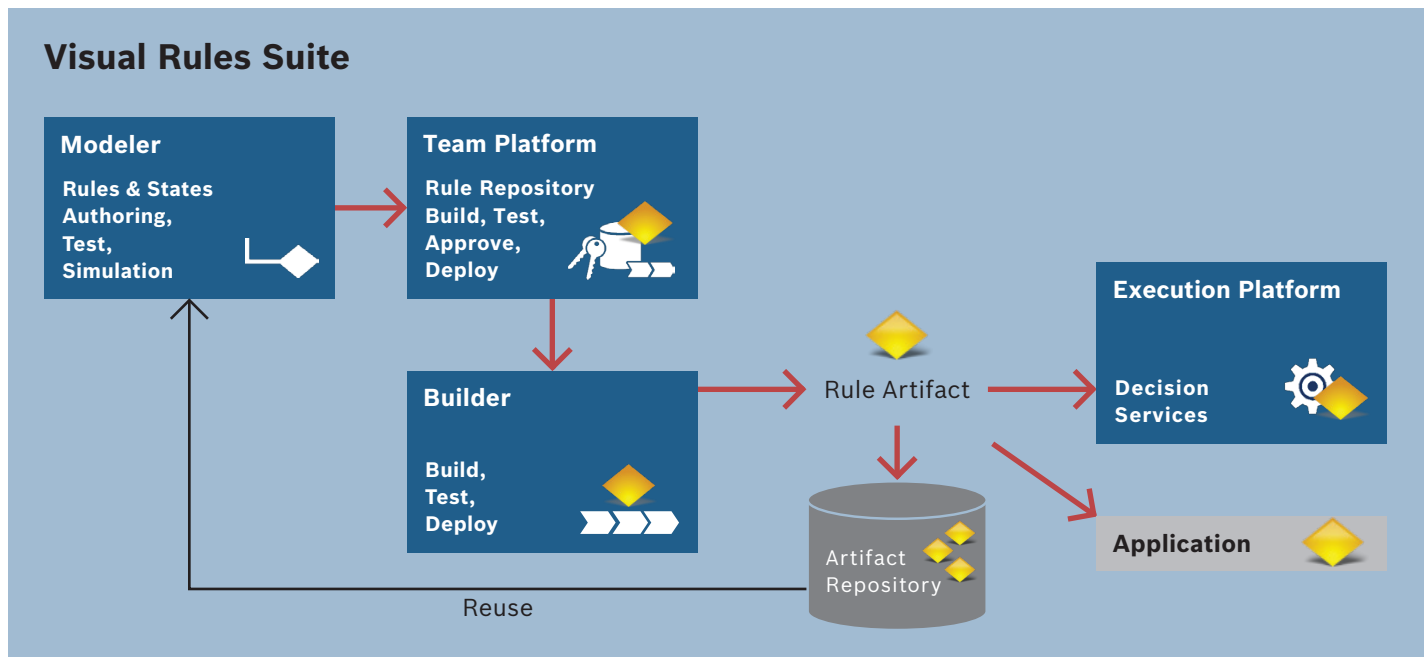 Visual Rules Suite
Modeler
Rules & States
Authoring,
Test,
Simulation
Team Platform
Rule Repository
Build, Test,
Approve,
Deploy
Builder
Build,
Test,
Deploy
Rule Artifact
Execution Platform
Decision
Services
Application
Artifact
Repository
Reuse